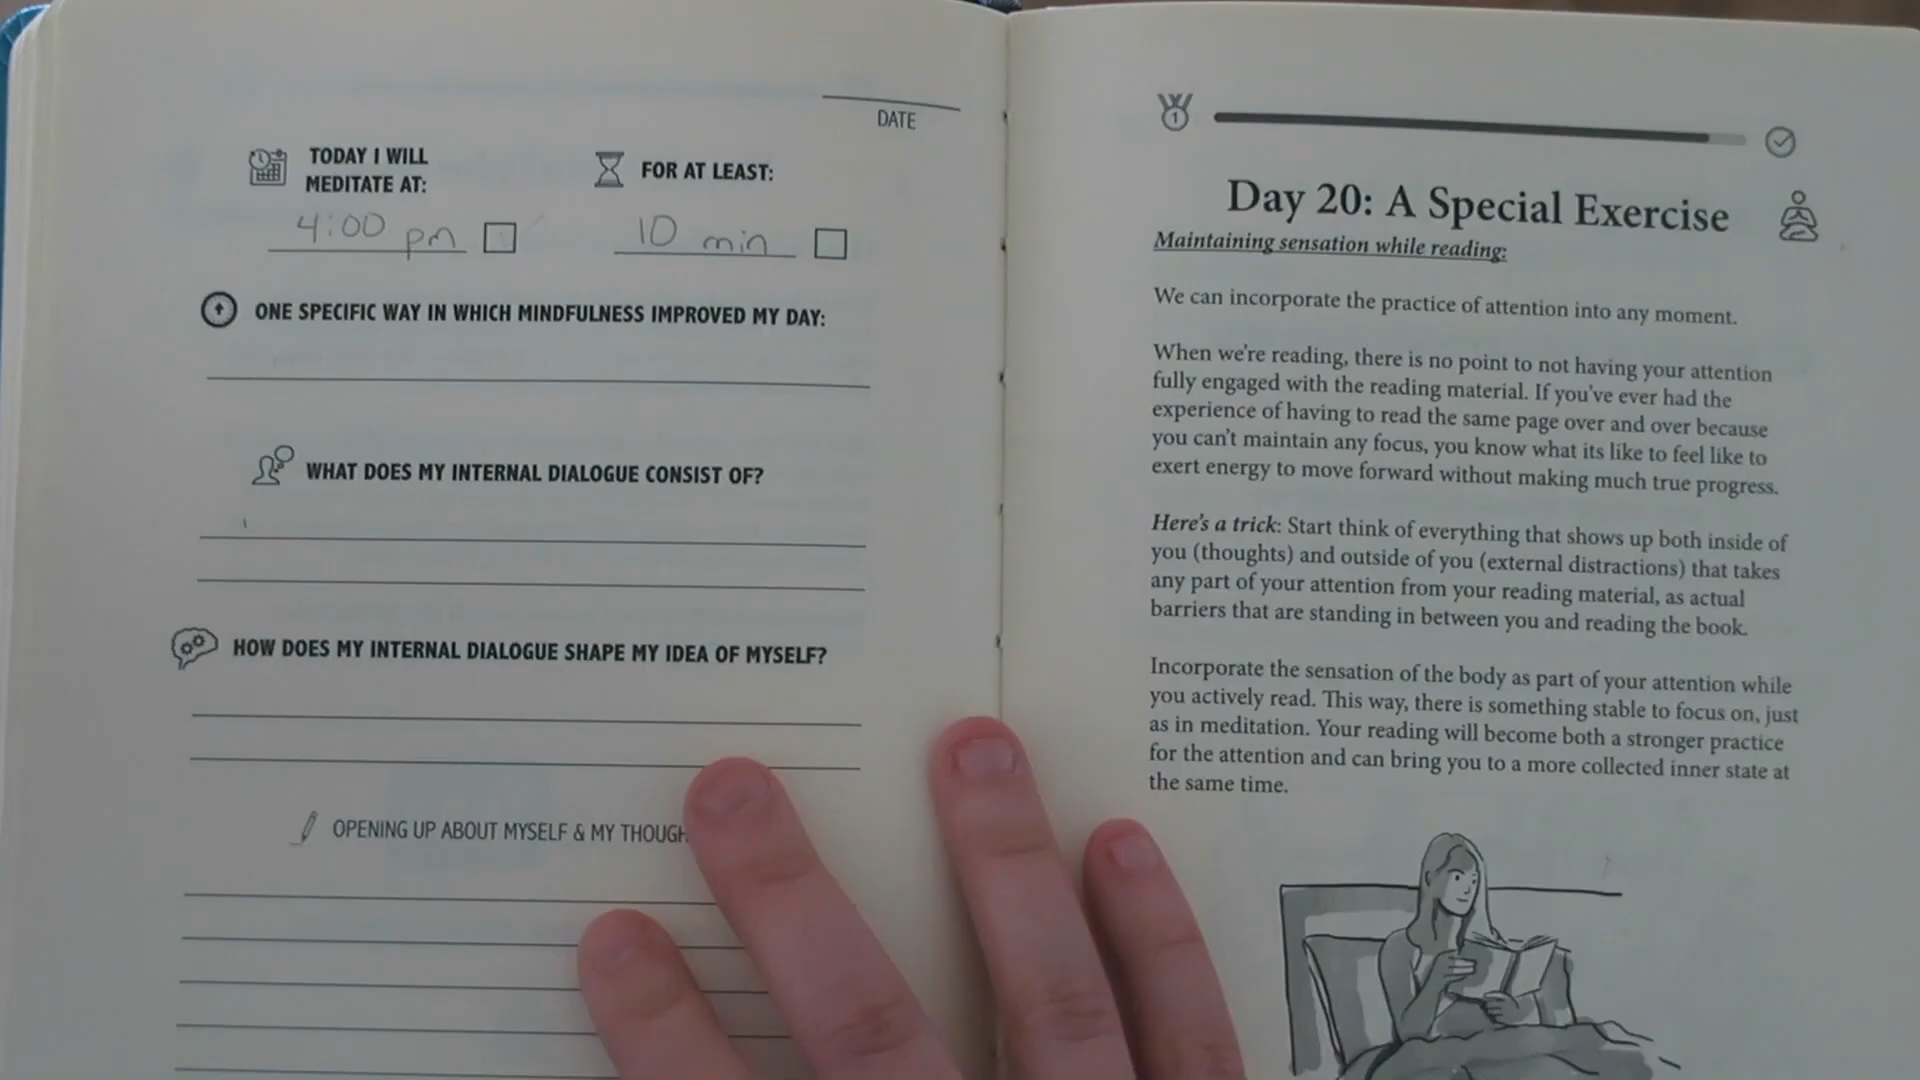 DATE
TODAY I WILL
MEDITATE AT:
4:00 pm
FOR AT LEAST:
10 min
ONE SPECIFIC WAY IN WHICH MINDFULNESS IMPROVED MY DAY:
WHAT DOES MY INTERNAL DIALOGUE CONSIST OF?
HOW DOES MY INTERNAL DIALOGUE SHAPE MY IDEA OF MYSELF?
OPENING UP ABOUT MYSELF & MY
1
Day 20: A Special Exercise
Maintaining sensation while reading:
We can incorporate the practice of attention into any moment.
When we're reading, there is no point to not having your attention
fully engaged with the reading material. If you've ever had the
experience of having to read the same page over and over because
you can't maintain any focus, you know what its like to feel like to
exert energy to move forward without making much true progress.
Here's a trick: Start think of everything that shows up both inside of
you (thoughts) and outside of you (external distractions) that takes
any part of your attention from your reading material, as actual
barriers that are standing in between you and reading the book.
Incorporate the sensation of the body as part of your attention while
you actively read. This way, there is something stable to focus on, just
as in meditation. Your reading will become both a stronger practice
for the attention and can bring you to a more collected inner state at
the same time.